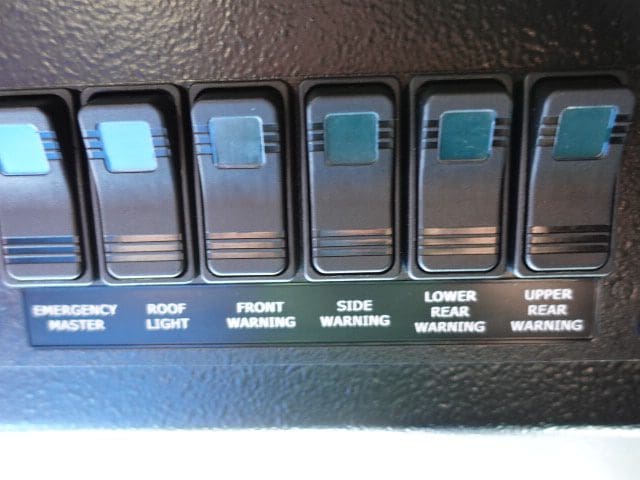 EMERGENCY
MASTER
ROOF
LIGHT
FRONT
WARNING
SIDE
WARNING
LOWER
REAR
WARNING
UPPER
REAR
WARNING